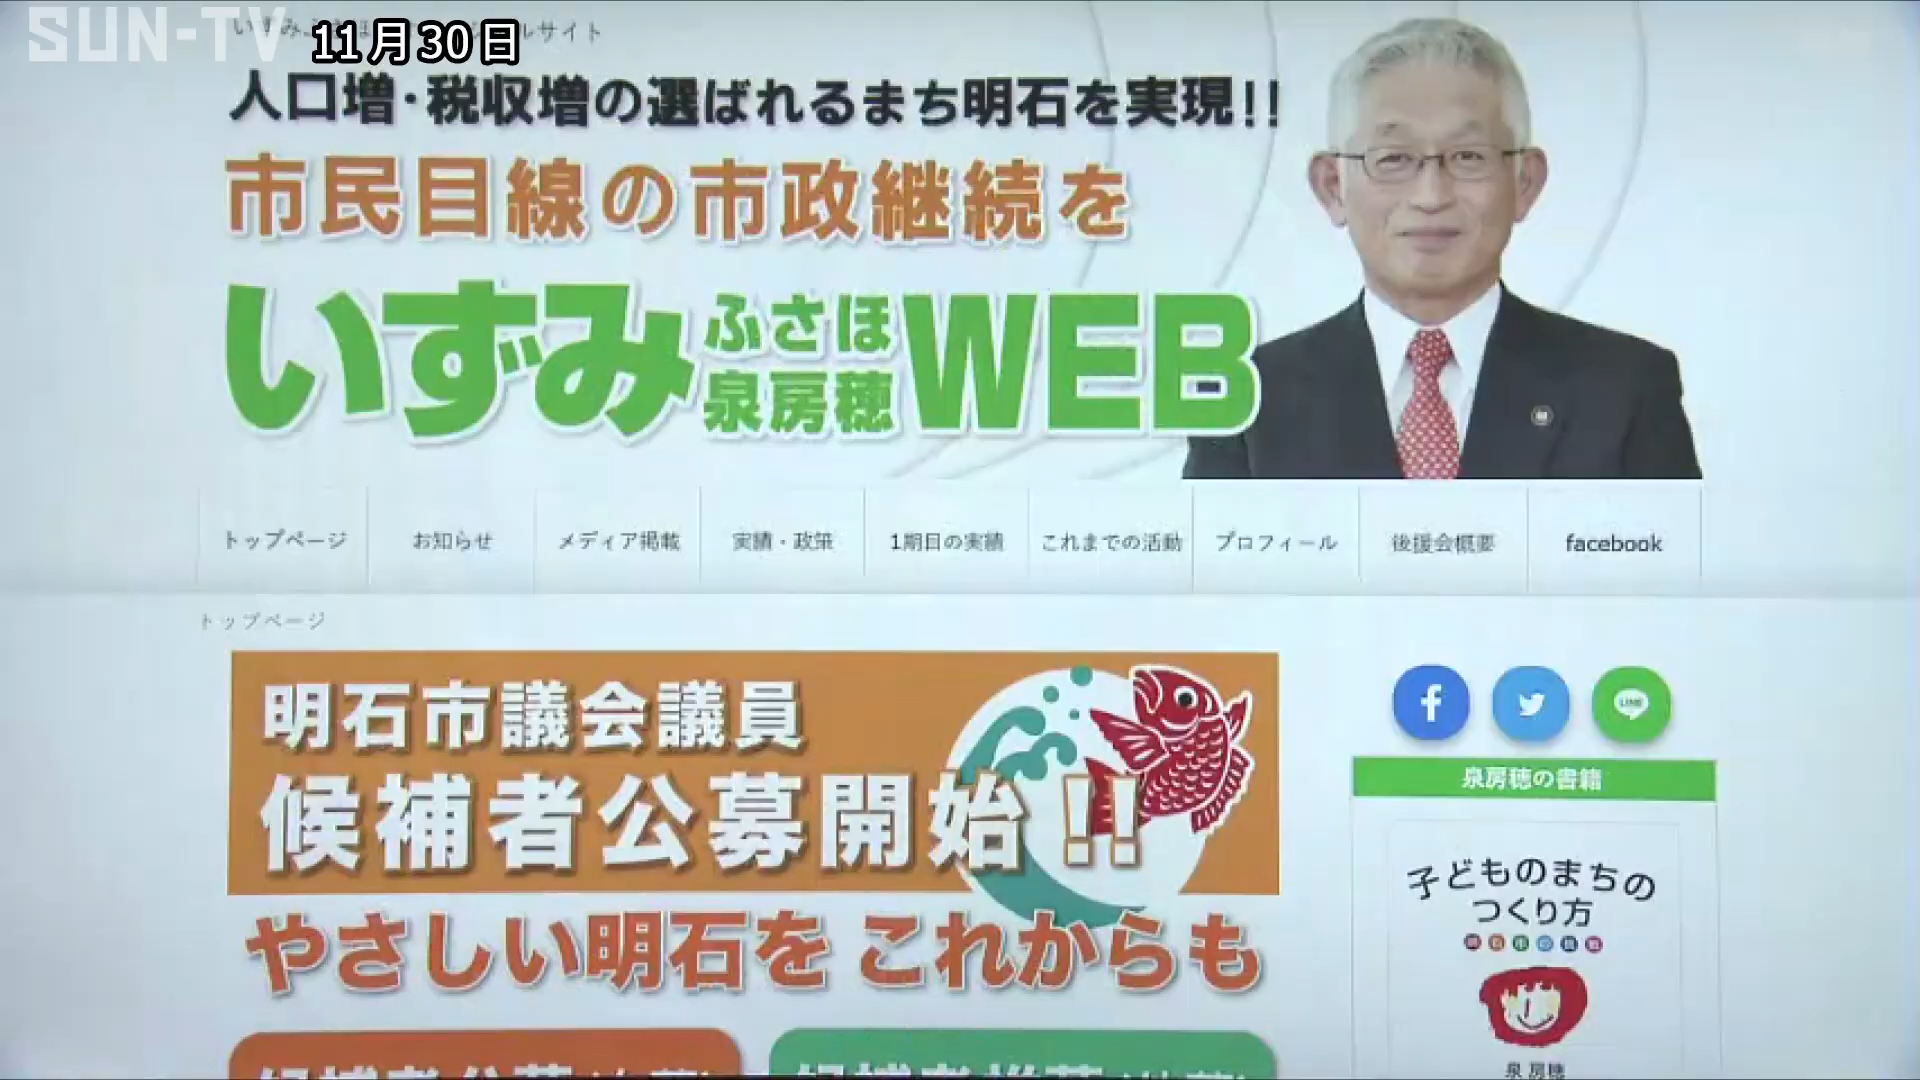 SUN-TV
11月30日
人口増・税収増の選ばれるまち明石を実現!!
市民目線の市政継続を
いずみ ふさほ 泉房穂 WEB
トップページ お知らせ メディア掲載 実績・政策 1期目の実績 これまでの活動 プロフィール 後援会概要 facebook
トップページ
明石市議会議員
候補者公募開始!!
やさしい明石を これからも
LINE
泉房穂の書籍
子どものまちの
つくり方
泉 房穂